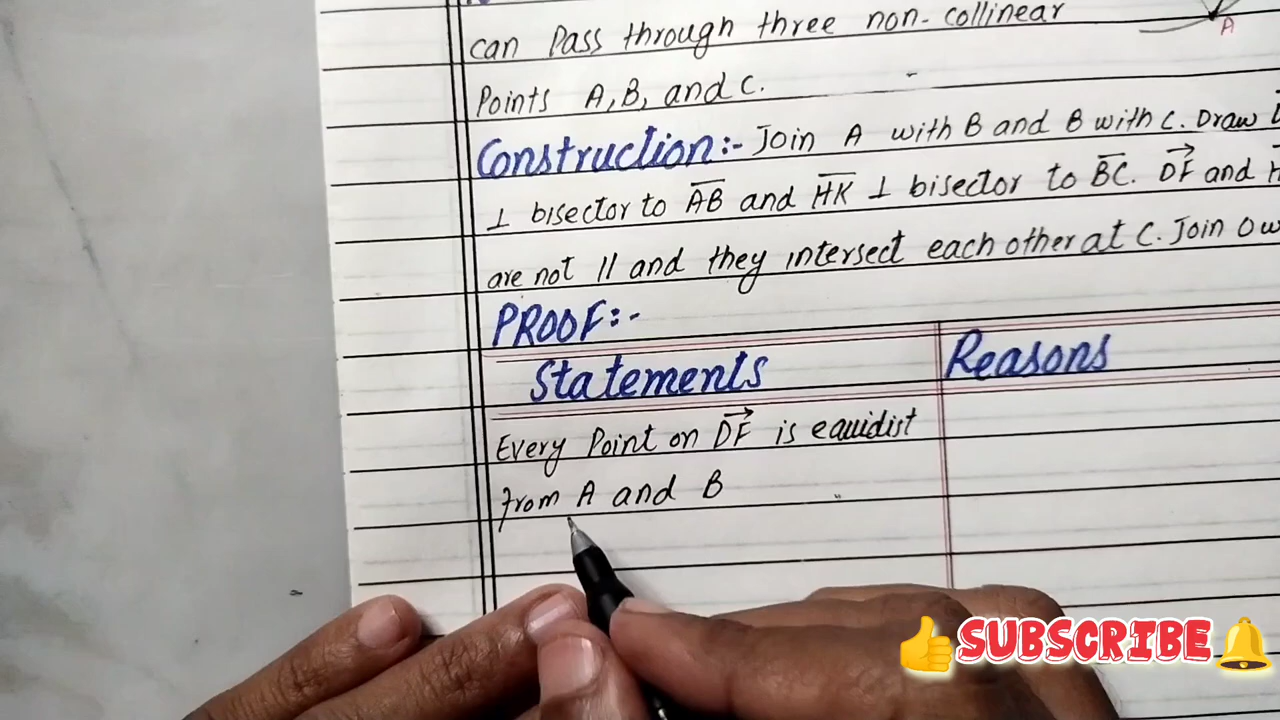 can Pass through three non-collinear
A
Points A, B, and C.
Construction:- Join A with B and B with C. Draw
⊥ bisector to AB and HK ⊥ bisector to BC. DF and
are not || and they intersect each other at C. Join O
PROOF:-
Statements
Reasons
Every Point on DF is equidist
from A and B
SUBSCRIBE